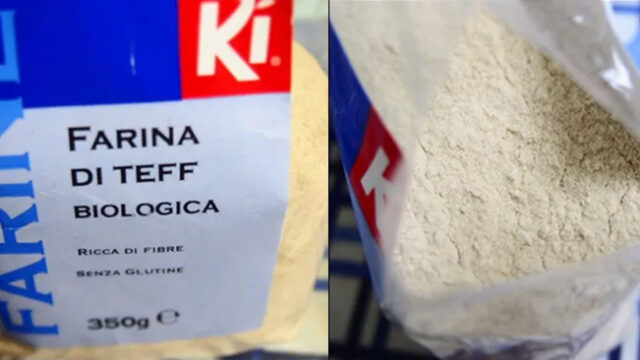 Ki
FARINE
FARINA
DI TEFF
BIOLOGICA
RICCA DI FIBRE
SENZA GLUTINE
350g ℮